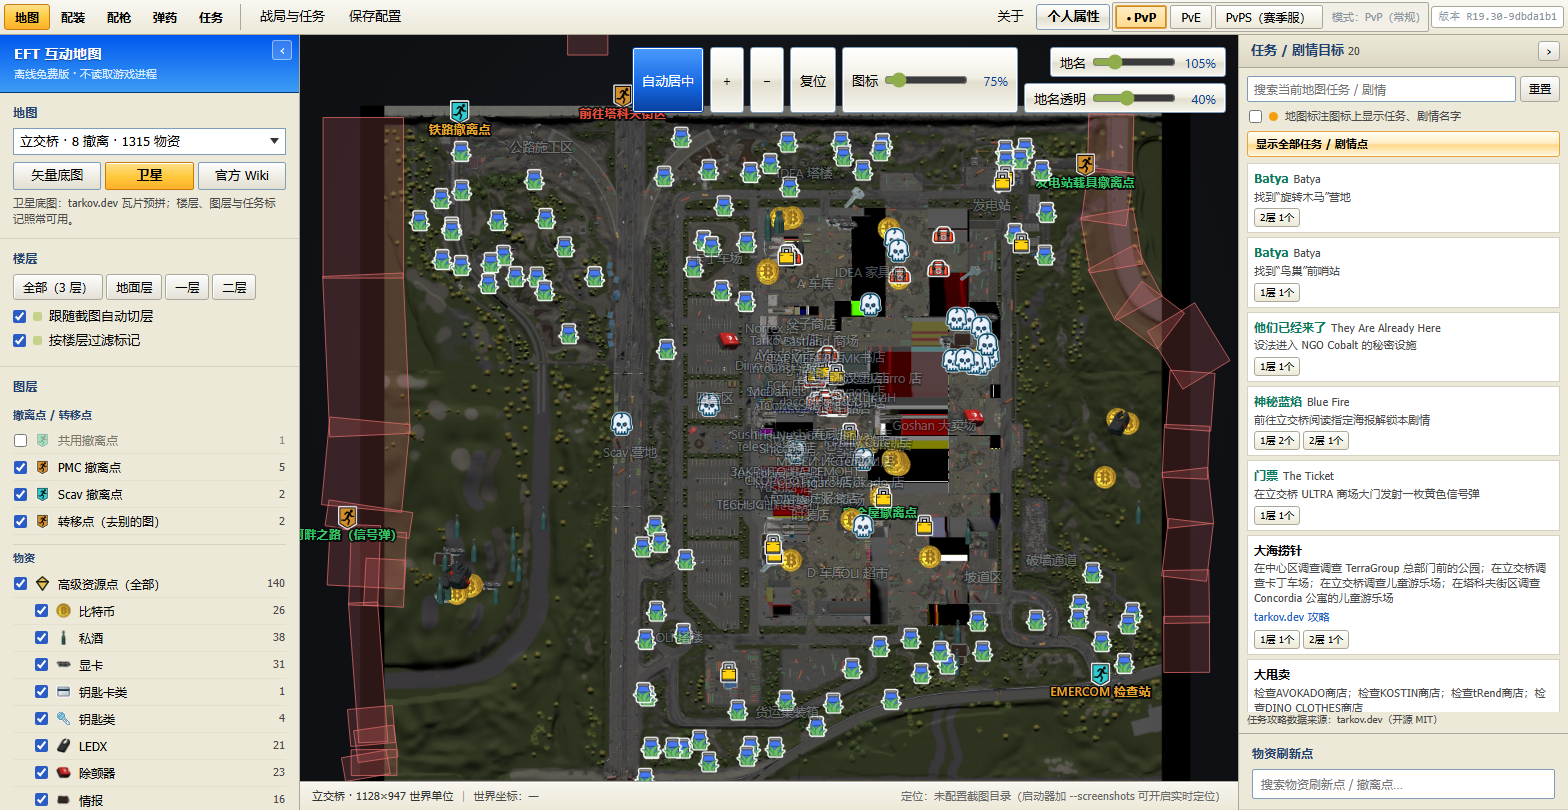 地图 配装 配枪 弹药 任务 战局与任务 保存配置 关于 个人属性 • PvP PvE PvPS（赛季服） 模式：PvP（常规） 版本 R19.30-9dbda1b1
EFT 互动地图
离线免费版 · 不读取游戏进程
地图
立交桥 · 8 撤离 · 1315 物资
矢量底图 卫星 官方 Wiki
卫星底图：tarkov.dev 瓦片预拼；楼层、图层与任务标
记照常可用。
楼层
全部（3 层） 地面层 一层 二层
跟随截图自动切层
按楼层过滤标记
图层
撤离点 / 转移点
共用撤离点 1
PMC 撤离点 5
Scav 撤离点 2
转移点（去别的图） 2
物资
高级资源点（全部） 140
比特币 26
私酒 38
显卡 31
钥匙卡类 1
钥匙类 4
LEDX 21
除颤器 23
情报 16
自动居中 + − 复位 图标 75%
地名 105%
地名透明 40%
铁路撤离点
公路施工区
IDEA 塔楼
发电站载具撤离点
发电站
IDEA 家具
A 车库
Goshan 大卖场
Scav 营地
破墙通道
坡道区
D 车库
OLI 超市
货运集装箱
EMERCOM 检查站
立交桥 · 1128×947 世界单位 | 世界坐标：—
定位：未配置截图目录（启动器加 --screenshots 可开启实时定位）
任务 / 剧情目标 20
搜索当前地图任务 / 剧情 重置
地图标注图标上显示任务、剧情名字
显示全部任务 / 剧情点
Batya Batya
找到“旋转木马”营地
2层 1个
Batya Batya
找到“鸟巢”前哨站
1层 1个
他们已经来了 They Are Already Here
设法进入 NGO Cobalt 的秘密设施
1层 1个
神秘蓝焰 Blue Fire
前往立交桥阅读指定海报解锁本剧情
1层 2个 2层 1个
门票 The Ticket
在立交桥 ULTRA 商场大门发射一枚黄色信号弹
1层 1个
大海捞针
在中心区调查调查 TerraGroup 总部门前的公园；在立交桥调
查卡丁车场；在立交桥调查儿童游乐场；在塔科夫街区调查
Concordia 公寓的儿童游乐场
tarkov.dev 攻略
1层 1个 2层 1个
大甩卖
检查AVOKADO商店；检查KOSTIN商店；检查tRend商店；检
查DINO CLOTHES商店
任务攻略数据来源：tarkov.dev（开源 MIT）
物资刷新点
搜索物资刷新点 / 撤离点...